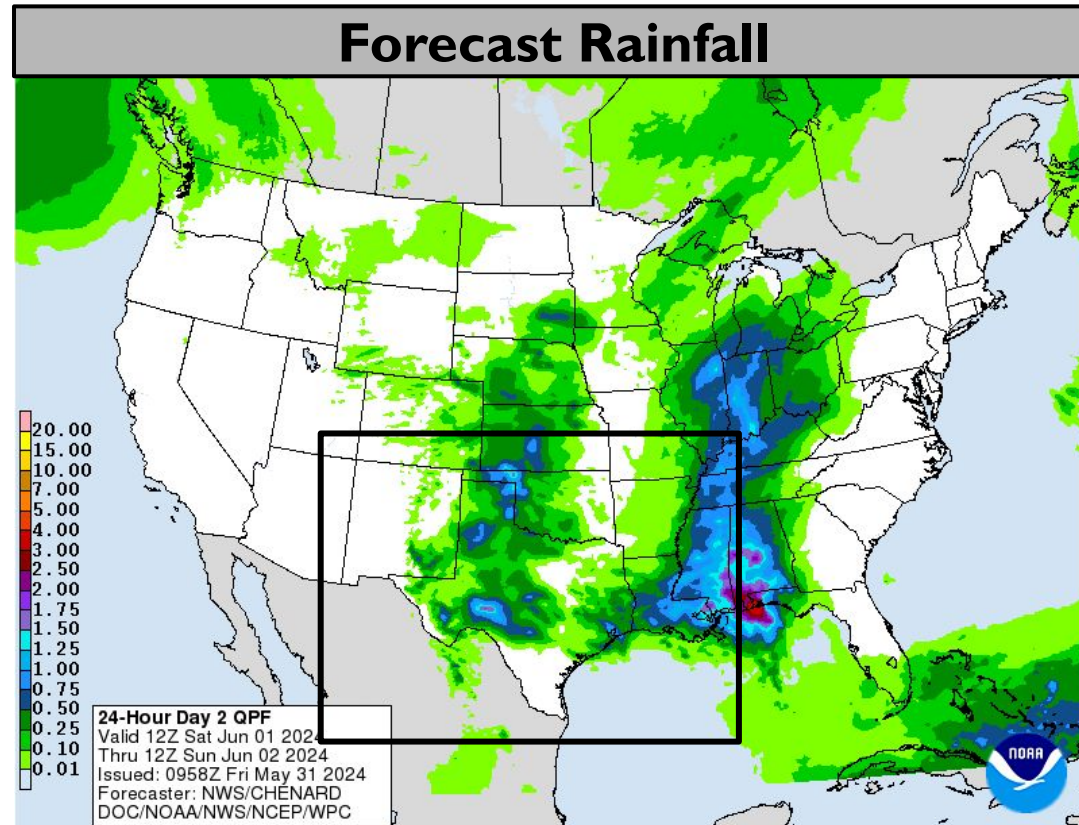 Forecast Rainfall
20.00
15.00
10.00
7.00
5.00
4.00
3.00
2.50
2.00
1.75
1.50
1.25
1.00
0.75
0.50
0.25
0.10
0.01
24-Hour Day 2 QPF
Valid 12Z Sat Jun 01 2024
Thru 12Z Sun Jun 02 2024
Issued: 0958Z Fri May 31 2024
Forecaster: NWS/CHENARD
DOC/NOAA/NWS/NCEP/WPC
NOAA